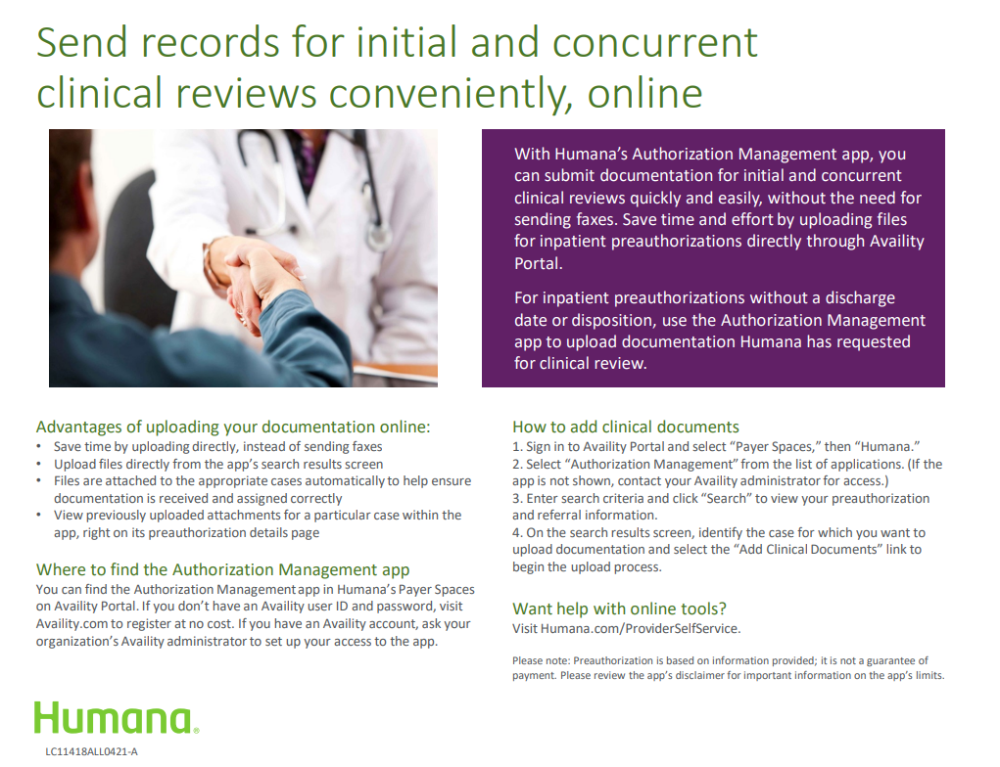 Send records for initial and concurrent
clinical reviews conveniently, online
With Humana's Authorization Management app, you
can submit documentation for initial and concurrent
clinical reviews quickly and easily, without the need for
sending faxes. Save time and effort by uploading files
for inpatient preauthorizations directly through Availity
Portal.
For inpatient preauthorizations without a discharge
date or disposition, use the Authorization Management
app to upload documentation Humana has requested
for clinical review.
Advantages of uploading your documentation online:
• Save time by uploading directly, instead of sending faxes
• Upload files directly from the app's search results screen
• Files are attached to the appropriate cases automatically to help ensure
documentation is received and assigned correctly
• View previously uploaded attachments for a particular case within the
app, right on its preauthorization details page
Where to find the Authorization Management app
You can find the Authorization Management app in Humana's Payer Spaces
on Availity Portal. If you don't have an Availity user ID and password, visit
Availity.com to register at no cost. If you have an Availity account, ask your
organization's Availity administrator to set up your access to the app.
How to add clinical documents
1. Sign in to Availity Portal and select "Payer Spaces," then "Humana."
2. Select "Authorization Management" from the list of applications. (If the
app is not shown, contact your Availity administrator for access.)
3. Enter search criteria and click "Search" to view your preauthorization
and referral information.
4. On the search results screen, identify the case for which you want to
upload documentation and select the "Add Clinical Documents" link to
begin the upload process.
Want help with online tools?
Visit Humana.com/ProviderSelfService.
Please note: Preauthorization is based on information provided; it is not a guarantee of
payment. Please review the app's disclaimer for important information on the app's limits.
Humana®
LC11418ALL0421-A